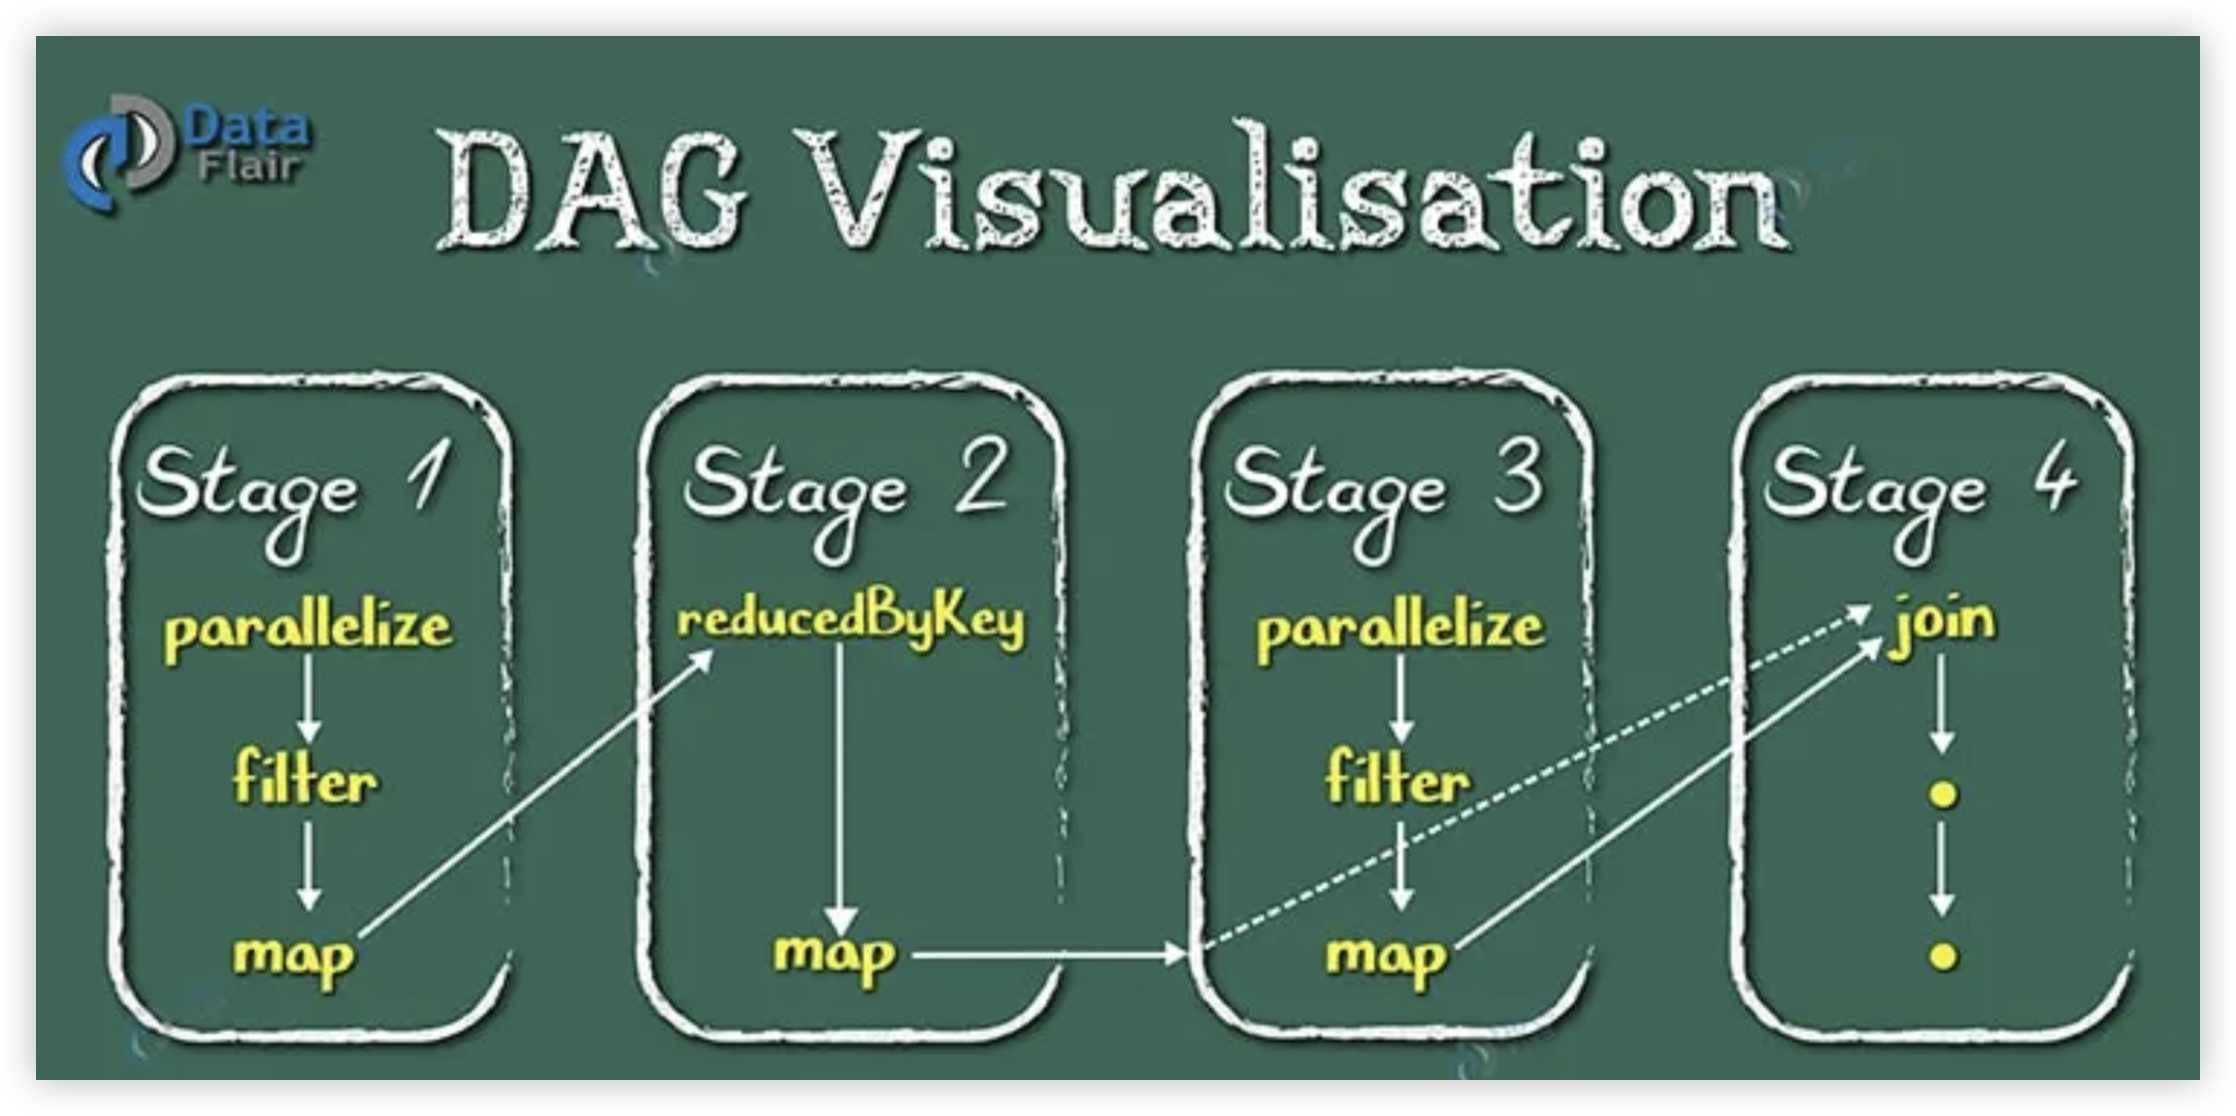 Data
Flair
DAG Visualisation
Stage 1
parallelize
filter
map
Stage 2
reducedByKey
map
Stage 3
parallelize
filter
map
Stage 4
join